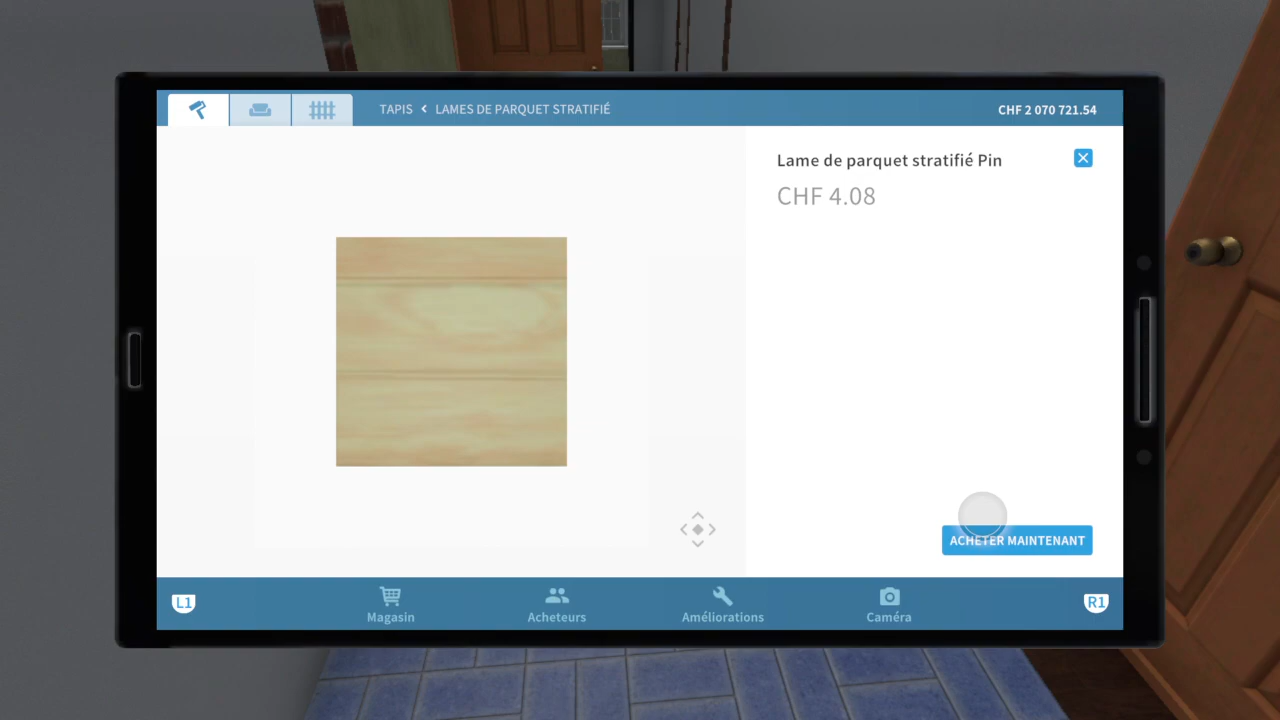 TAPIS < LAMES DE PARQUET STRATIFIÉ
CHF 2 070 721.54
Lame de parquet stratifié Pin
CHF 4.08
ACHETER MAINTENANT
L1
Magasin
Acheteurs
Améliorations
Caméra
R1